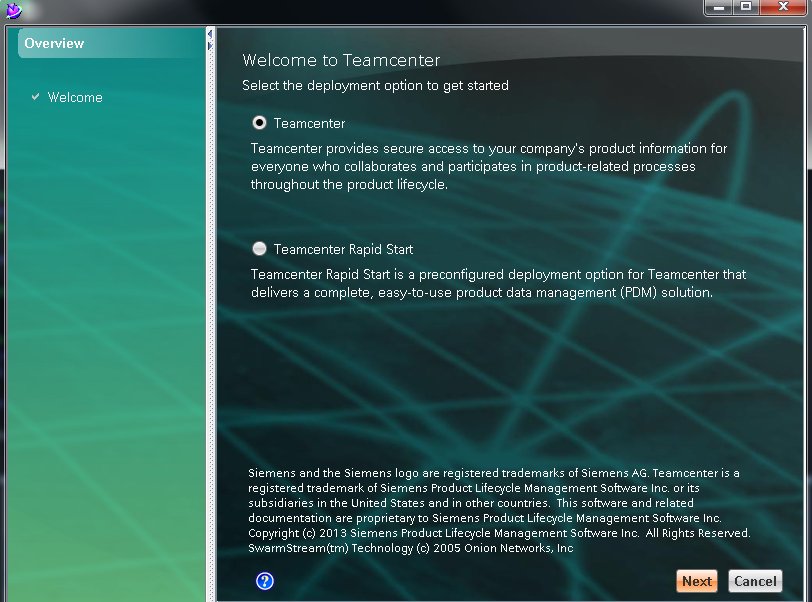 Overview
Welcome
Welcome to Teamcenter
Select the deployment option to get started
Teamcenter
Teamcenter provides secure access to your company's product information for
everyone who collaborates and participates in product-related processes
throughout the product lifecycle.
Teamcenter Rapid Start
Teamcenter Rapid Start is a preconfigured deployment option for Teamcenter that
delivers a complete, easy-to-use product data management (PDM) solution.
Siemens and the Siemens logo are registered trademarks of Siemens AG. Teamcenter is a
registered trademark of Siemens Product Lifecycle Management Software Inc. or its
subsidiaries in the United States and in other countries. This software and related
documentation are proprietary to Siemens Product Lifecycle Management Software Inc.
Copyright (c) 2013 Siemens Product Lifecycle Management Software Inc. All Rights Reserved.
SwarmStream(tm) Technology (c) 2005 Onion Networks, Inc
?
Next
Cancel